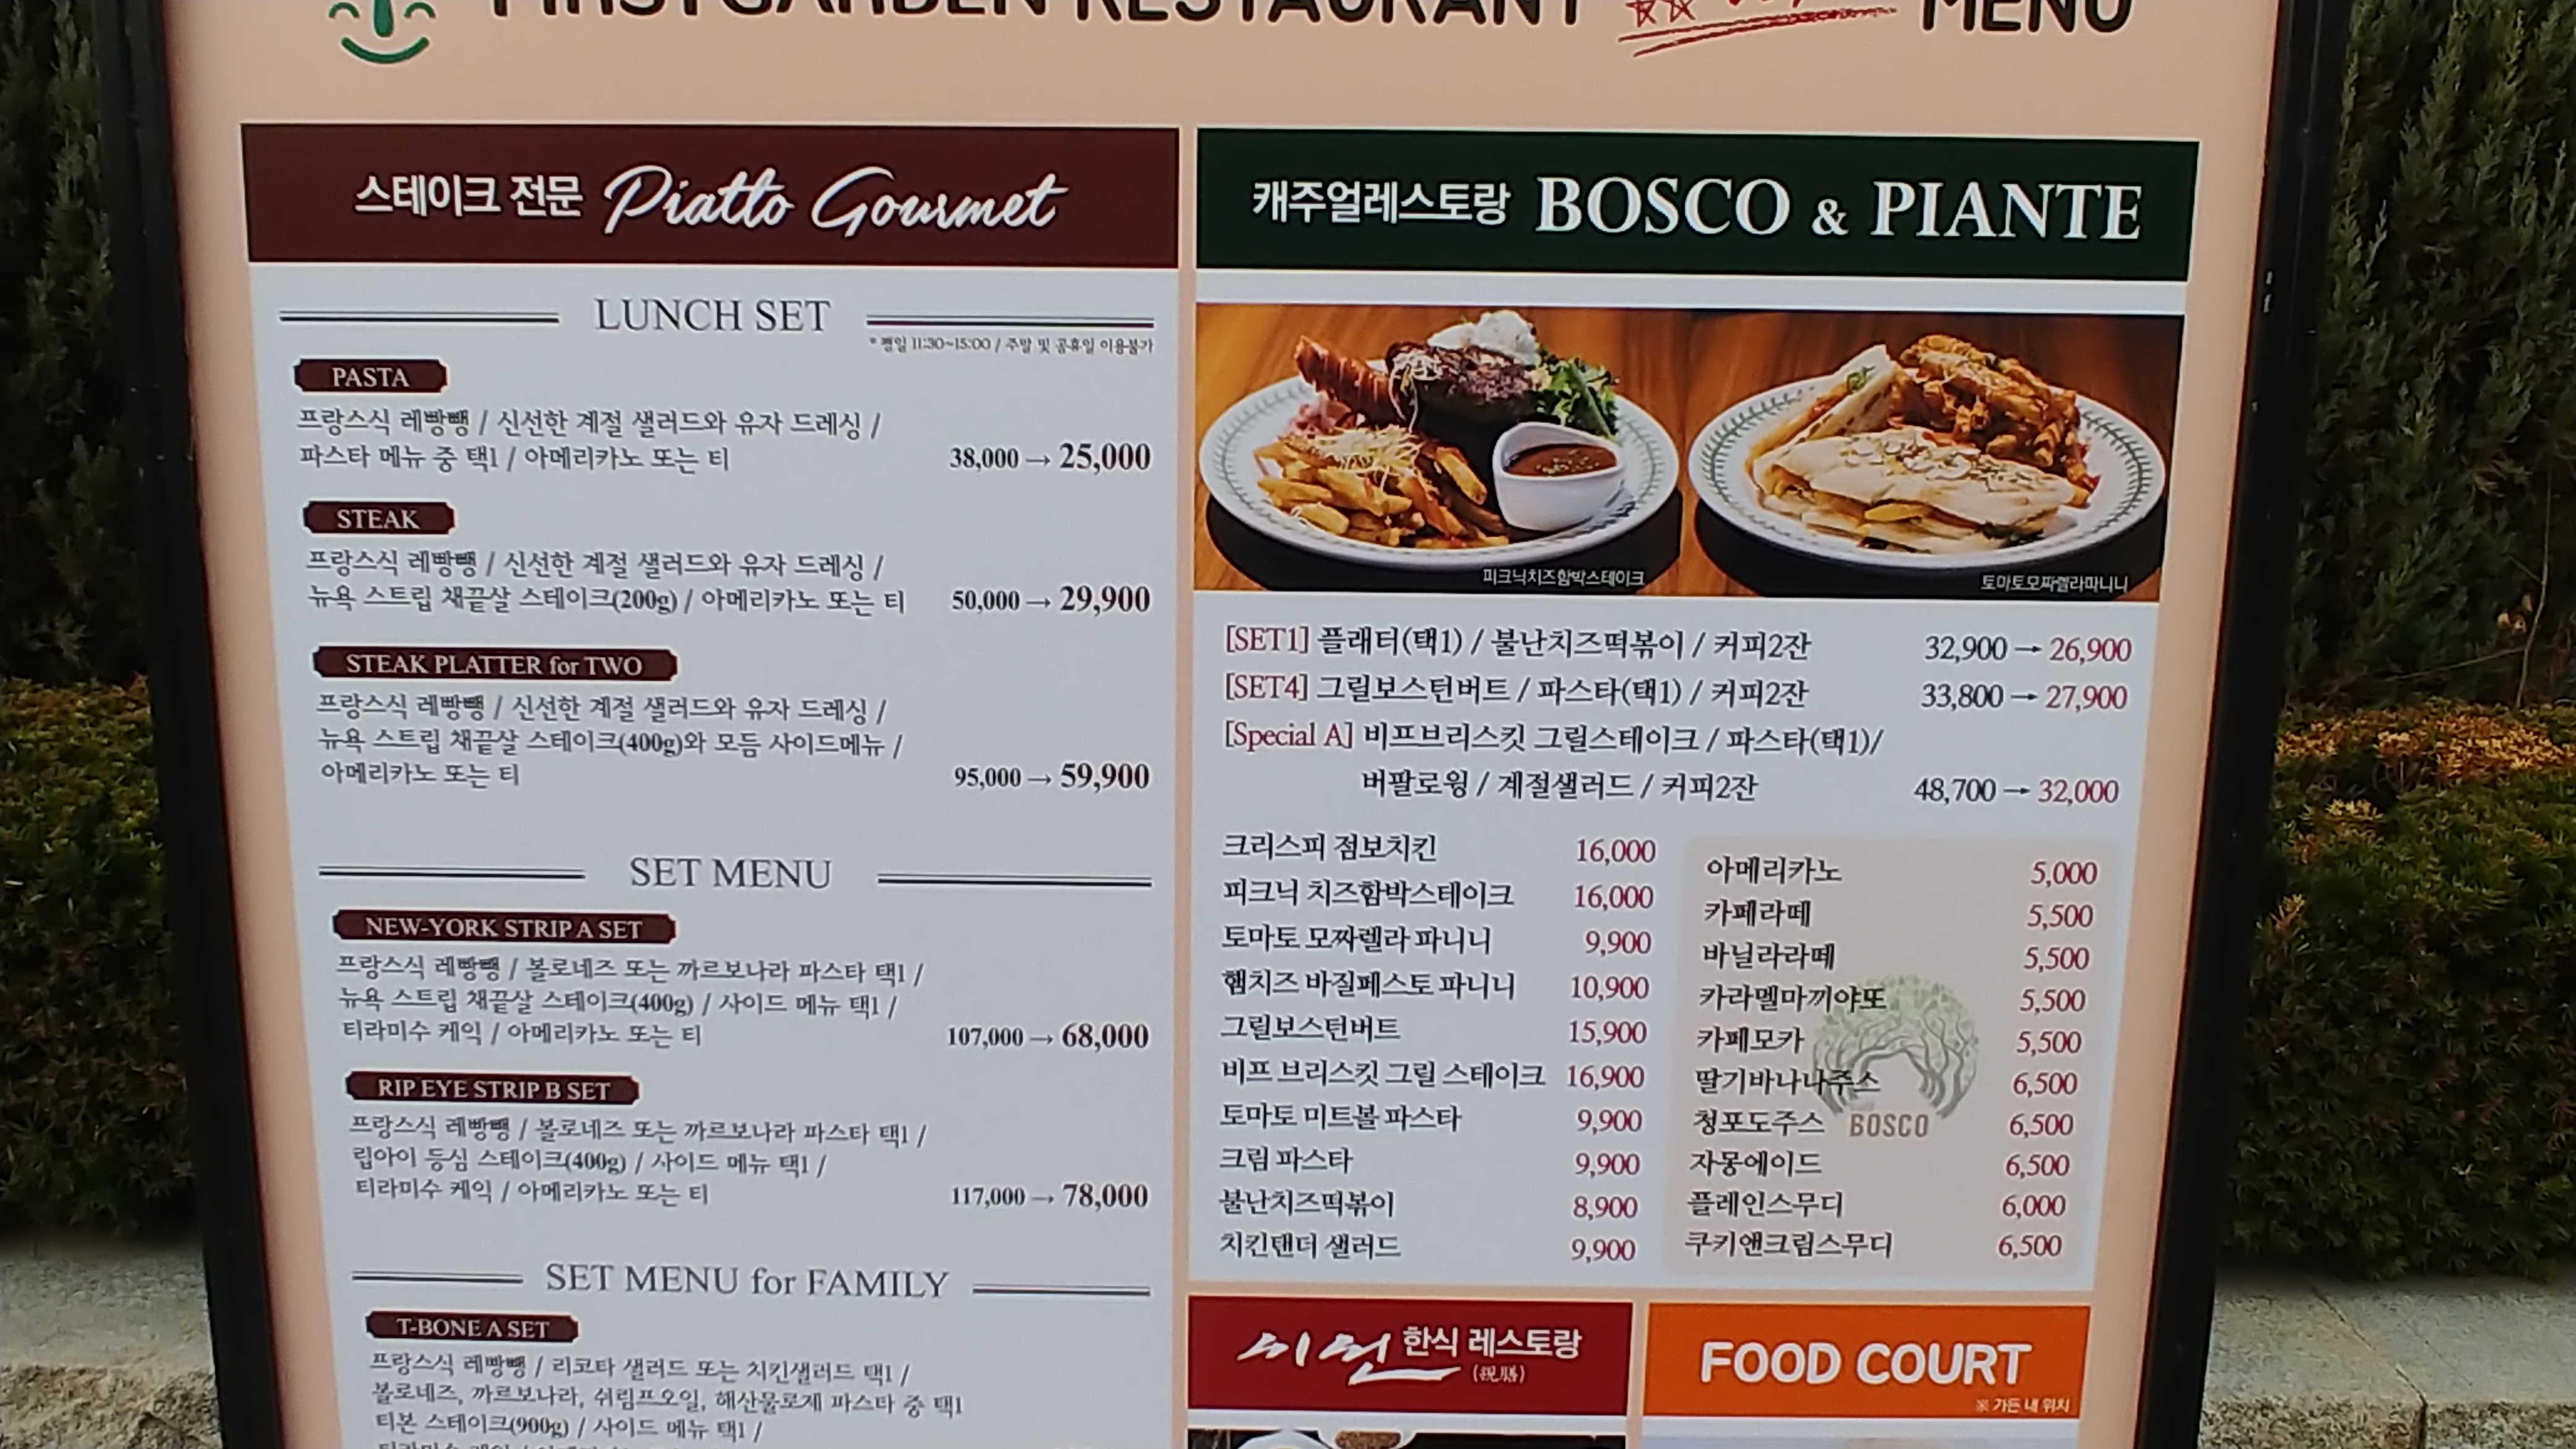 FIRST GARDEN RESTAURANT MENU
스테이크 전문 Piatto Gourmet
LUNCH SET
* 평일 11:30~15:00 / 주말 및 공휴일 이용불가
PASTA
프랑스식 레빵뺑 / 신선한 계절 샐러드와 유자 드레싱 /
파스타 메뉴 중 택1 / 아메리카노 또는 티 38,000 → 25,000
STEAK
프랑스식 레빵뺑 / 신선한 계절 샐러드와 유자 드레싱 /
뉴욕 스트립 채끝살 스테이크(200g) / 아메리카노 또는 티 50,000 → 29,900
STEAK PLATTER for TWO
프랑스식 레빵뺑 / 신선한 계절 샐러드와 유자 드레싱 /
뉴욕 스트립 채끝살 스테이크(400g)와 모듬 사이드메뉴 /
아메리카노 또는 티 95,000 → 59,900
SET MENU
NEW-YORK STRIP A SET
프랑스식 레빵뺑 / 볼로네즈 또는 까르보나라 파스타 택1 /
뉴욕 스트립 채끝살 스테이크(400g) / 사이드 메뉴 택1 /
티라미수 케익 / 아메리카노 또는 티 107,000 → 68,000
RIP EYE STRIP B SET
프랑스식 레빵뺑 / 볼로네즈 또는 까르보나라 파스타 택1 /
립아이 등심 스테이크(400g) / 사이드 메뉴 택1 /
티라미수 케익 / 아메리카노 또는 티 117,000 → 78,000
SET MENU for FAMILY
T-BONE A SET
프랑스식 레빵뺑 / 리코타 샐러드 또는 치킨샐러드 택1 /
볼로네즈, 까르보나라, 쉬림프오일, 해산물로제 파스타 중 택1
티본 스테이크(900g) / 사이드 메뉴 택1 /
캐주얼레스토랑 BOSCO & PIANTE
피크닉치즈함박스테이크
토마토모짜렐라파니니
[SET1] 플래터(택1) / 불난치즈떡볶이 / 커피2잔 32,900 → 26,900
[SET4] 그릴보스턴버트 / 파스타(택1) / 커피2잔 33,800 → 27,900
[Special A] 비프브리스킷 그릴스테이크 / 파스타(택1)/
버팔로윙 / 계절샐러드 / 커피2잔 48,700 → 32,000
크리스피 점보치킨 16,000
피크닉 치즈함박스테이크 16,000
토마토 모짜렐라 파니니 9,900
햄치즈 바질페스토 파니니 10,900
그릴보스턴버트 15,900
비프 브리스킷 그릴 스테이크 16,900
토마토 미트볼 파스타 9,900
크림 파스타 9,900
불난치즈떡볶이 8,900
치킨탠더 샐러드 9,900
아메리카노 5,000
카페라떼 5,500
바닐라라떼 5,500
카라멜마끼야또 5,500
카페모카 5,500
딸기바나나주스 6,500
청포도주스 6,500
자몽에이드 6,500
플레인스무디 6,000
쿠키앤크림스무디 6,500
BOSCO
한식 레스토랑
FOOD COURT
※ 가든 내 위치